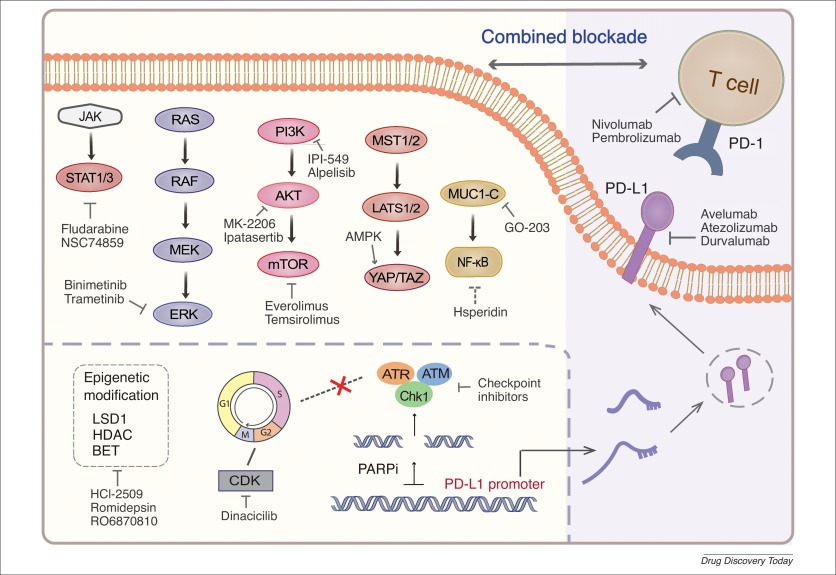 Combined blockade
T cell
Nivolumab
Pembrolizumab
PD-1
PD-L1
Avelumab
Atezolizumab
Durvalumab
JAK
STAT1/3
Fludarabine
NSC74859
RAS
RAF
MEK
ERK
Binimetinib
Trametinib
PI3K
IPI-549
Alpelisib
AKT
MK-2206
Ipatasertib
mTOR
Everolimus
Temsirolimus
MST1/2
LATS1/2
AMPK
YAP/TAZ
MUC1-C
GO-203
NF-κB
Hsperidin
Epigenetic
modification
LSD1
HDAC
BET
HCI-2509
Romidepsin
RO6870810
G1
S
M
G2
CDK
Dinacicilib
ATR
ATM
Chk1
Checkpoint
inhibitors
PARPi
PD-L1 promoter
Drug Discovery Today